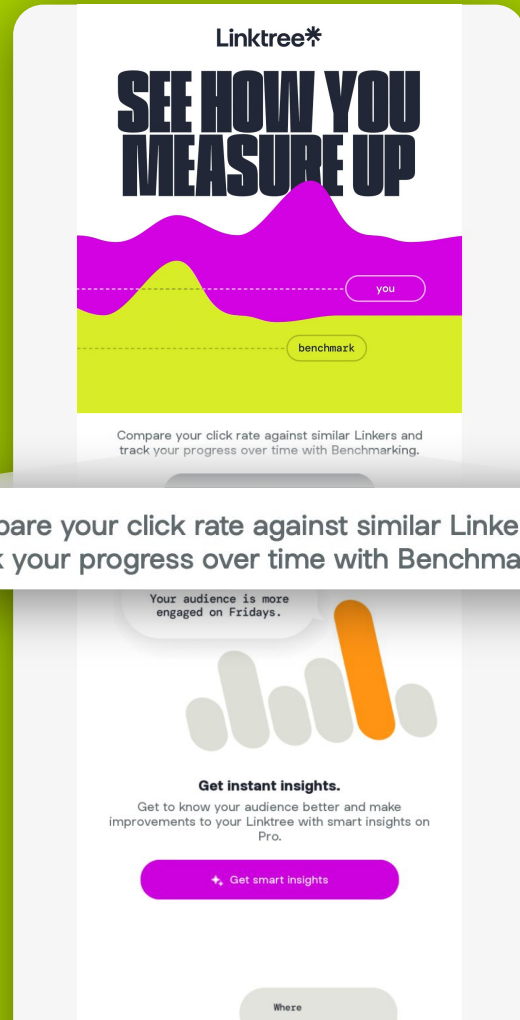 Linktree
SEE HOW YOU
MEASURE UP
you
benchmark
Compare your click rate against similar Linkers and
track your progress over time with Benchmarking.
pare your click rate against similar Linke
k your progress over time with Benchma
Your audience is more
engaged on Fridays.
Get instant insights.
Get to know your audience better and make
improvements to your Linktree with smart insights on
Pro.
Get smart insights
Where